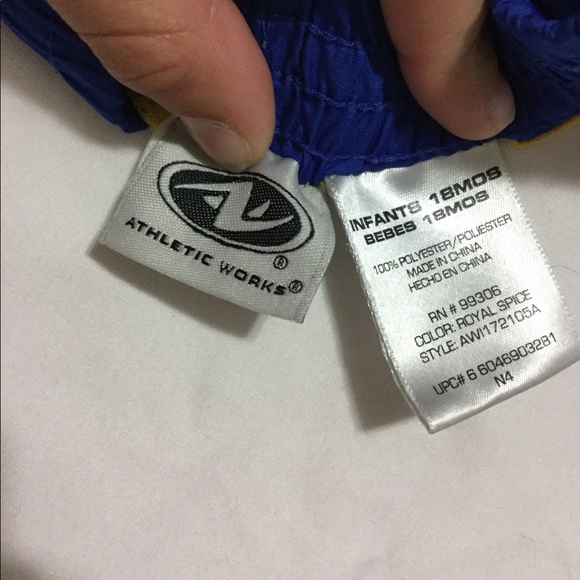 ATHLETIC WORKS®
®
INFANTS 18MOS
BEBES 18MOS
100% POLYESTER/POLIESTER
MADE IN CHINA
HECHO EN CHINA
RN # 99306
COLOR: ROYAL SPICE
STYLE: AWI172105A
UPC# 6 6046903281
N4